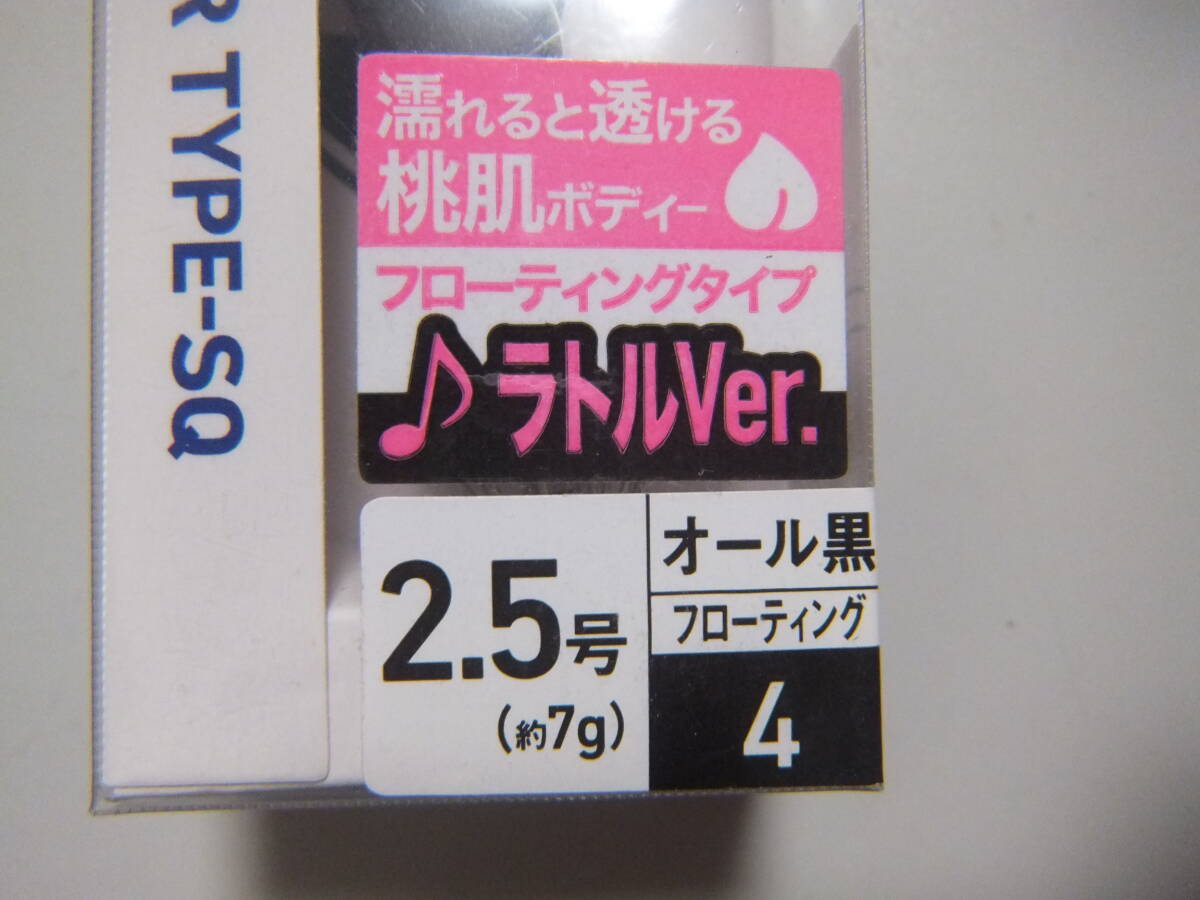 R TYPE-SQ
濡れると透ける
桃肌ボディー
フローティングタイプ
♪ラトルVer.
2.5号
(約7g)
オール黒
フローティング
4